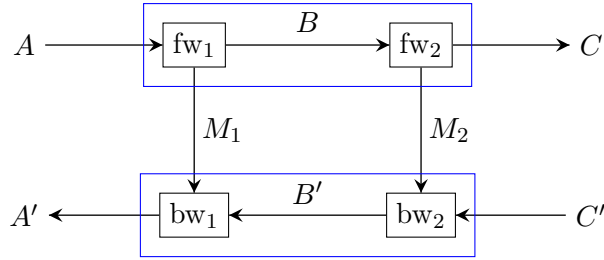 A fw₁ B fw₂ C
M₁ M₂
A′ bw₁ B′ bw₂ C′